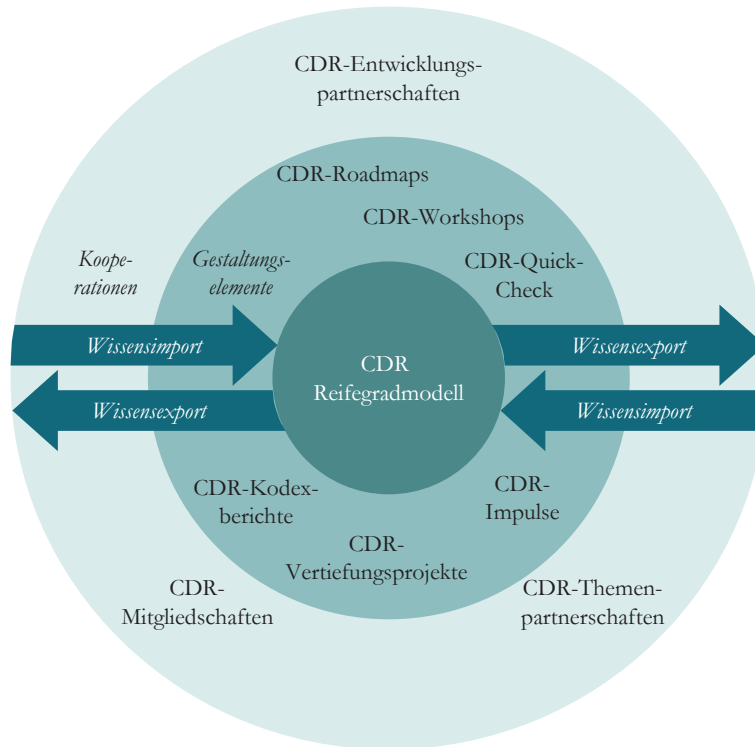 CDR-Entwicklungs-
partnerschaften
CDR-Roadmaps
CDR-Workshops
Koope-
rationen
Gestaltungs-
elemente
CDR-Quick-
Check
Wissensimport
Wissensexport
CDR
Reifegradmodell
Wissensexport
Wissensimport
CDR-Kodex-
berichte
CDR-
Impulse
CDR-
Vertiefungsprojekte
CDR-
Mitgliedschaften
CDR-Themen-
partnerschaften